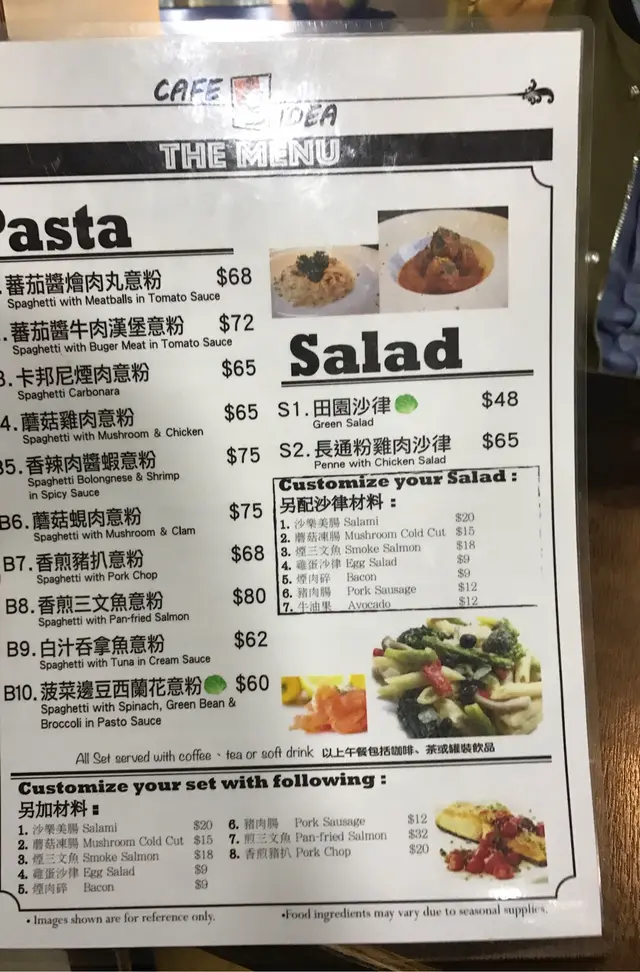 CAFE IDEA
THE MENU
Pasta
蕃茄醬燴肉丸意粉 $68
Spaghetti with Meatballs in Tomato Sauce
蕃茄醬牛肉漢堡意粉 $72
Spaghetti with Buger Meat in Tomato Sauce
3.卡邦尼煙肉意粉 $65
Spaghetti Carbonara
4.蘑菇雞肉意粉 $65
Spaghetti with Mushroom & Chicken
B5.香辣肉醬蝦意粉 $75
Spaghetti Bolongnese & Shrimp
in Spicy Sauce
B6.蘑菇蜆肉意粉 $75
Spaghetti with Mushroom & Clam
B7.香煎豬扒意粉 $68
Spaghetti with Pork Chop
B8.香煎三文魚意粉 $80
Spaghetti with Pan-fried Salmon
B9.白汁吞拿魚意粉 $62
Spaghetti with Tuna in Cream Sauce
B10.菠菜邊豆西蘭花意粉 $60
Spaghetti with Spinach, Green Bean &
Broccoli in Pasto Sauce
Salad
S1.田園沙律 $48
Green Salad
S2.長通粉雞肉沙律 $65
Penne with Chicken Salad
Customize your Salad :
另配沙律材料：
1. 沙樂美腸 Salami $20
2. 蘑菇凍腸 Mushroom Cold Cut $15
3. 煙三文魚 Smoke Salmon $18
4. 雞蛋沙律 Egg Salad $9
5. 煙肉碎 Bacon $9
6. 豬肉腸 Pork Sausage $12
7. 牛油果 Avocado $12
All Set served with coffee、tea or soft drink 以上午餐包括咖啡、茶或罐裝飲品
Customize your set with following :
另加材料：
1. 沙樂美腸 Salami $20
2. 蘑菇凍腸 Mushroom Cold Cut $15
3. 煙三文魚 Smoke Salmon $18
4. 雞蛋沙律 Egg Salad $9
5. 煙肉碎 Bacon $9
6. 豬肉腸 Pork Sausage $12
7. 煎三文魚 Pan-fried Salmon $32
8. 香煎豬扒 Pork Chop $20
• Images shown are for reference only.
•Food ingredients may vary due to seasonal supplies.